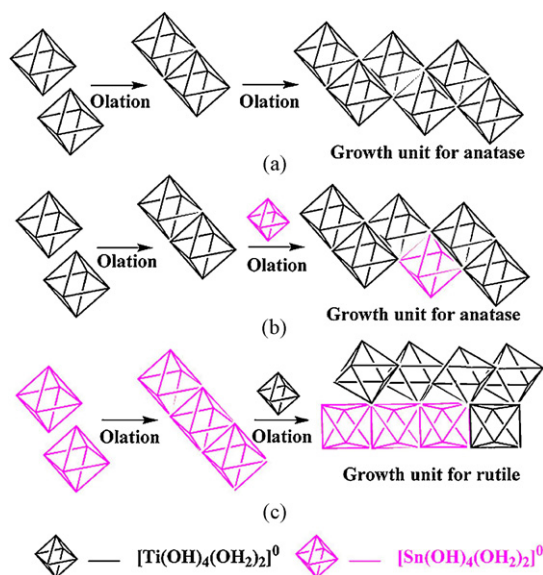 Olation Olation
Growth unit for anatase
(a)
Olation Olation
Growth unit for anatase
(b)
Olation Olation
Growth unit for rutile
(c)
— [Ti(OH)₄(OH₂)₂]⁰ — [Sn(OH)₄(OH₂)₂]⁰